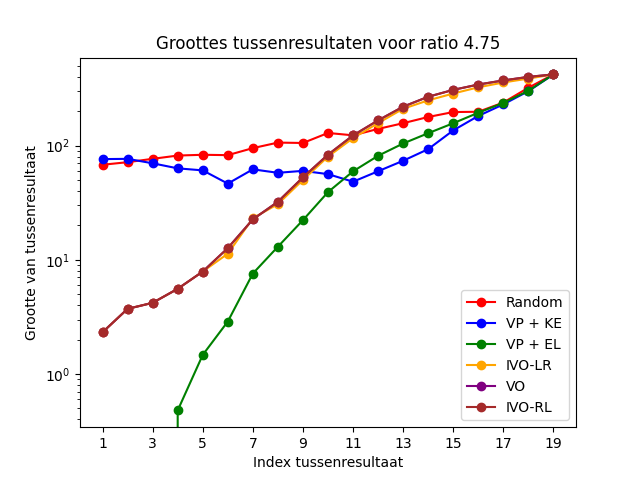 Groottes tussenresultaten voor ratio 4.75
Grootte van tussenresultaat
10²
10¹
10⁰
1 3 5 7 9 11 13 15 17 19
Index tussenresultaat
Random
VP + KE
VP + EL
IVO-LR
VO
IVO-RL